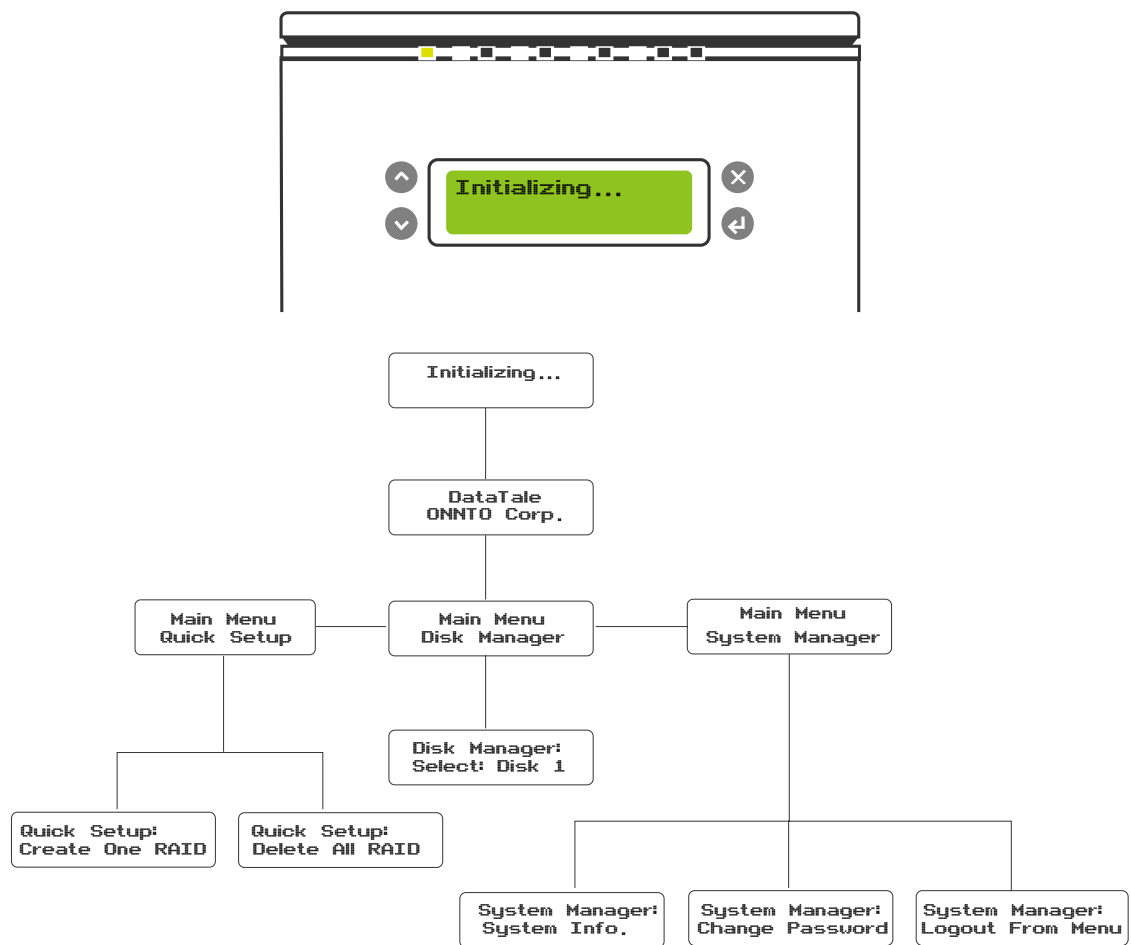 Initializing...
Initializing...
DataTale
ONNTO Corp.
Main Menu
Quick Setup
Main Menu
Disk Manager
Main Menu
System Manager
Disk Manager:
Select: Disk 1
Quick Setup:
Create One RAID
Quick Setup:
Delete All RAID
System Manager:
System Info.
System Manager:
Change Password
System Manager:
Logout From Menu